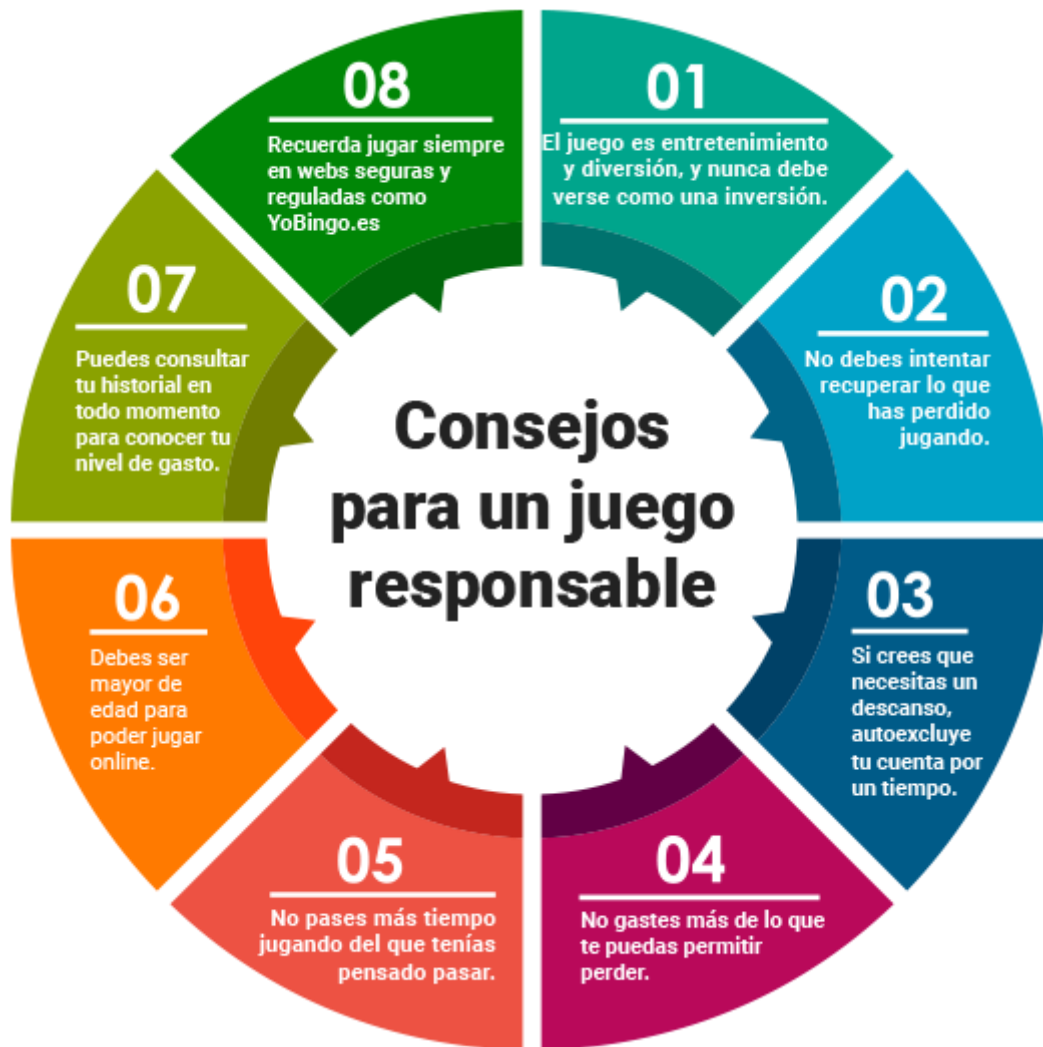 Consejos
para un juego
responsable
01
El juego es entretenimiento
y diversión, y nunca debe
verse como una inversión.
02
No debes intentar
recuperar lo que
has perdido
jugando.
03
Si crees que
necesitas un
descanso,
autoexcluye
tu cuenta por
un tiempo.
04
No gastes más de lo que
te puedas permitir
perder.
05
No pases más tiempo
jugando del que tenías
pensado pasar.
06
Debes ser
mayor de
edad para
poder jugar
online.
07
Puedes consultar
tu historial en
todo momento
para conocer tu
nivel de gasto.
08
Recuerda jugar siempre
en webs seguras y
reguladas como
YoBingo.es